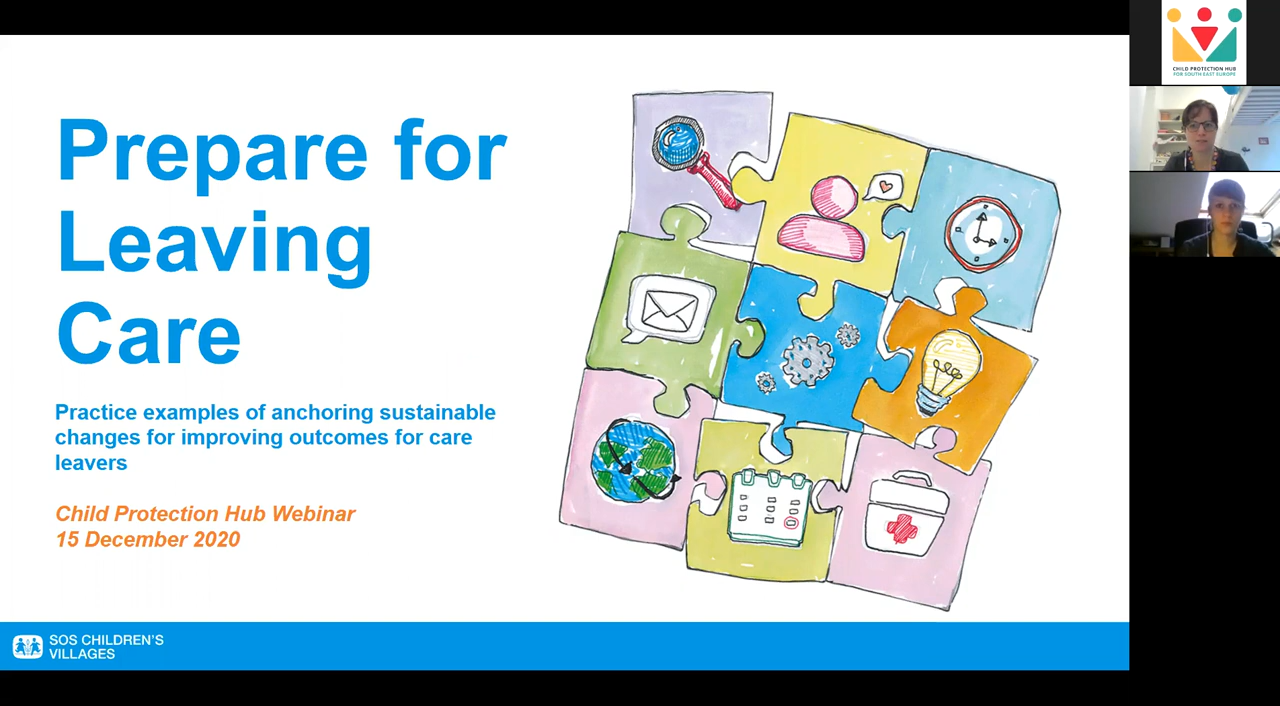 Prepare for
Leaving
Care
Practice examples of anchoring sustainable
changes for improving outcomes for care
leavers
Child Protection Hub Webinar
15 December 2020
SOS CHILDREN'S
VILLAGES
CHILD PROTECTION HUB
FOR SOUTH EAST EUROPE